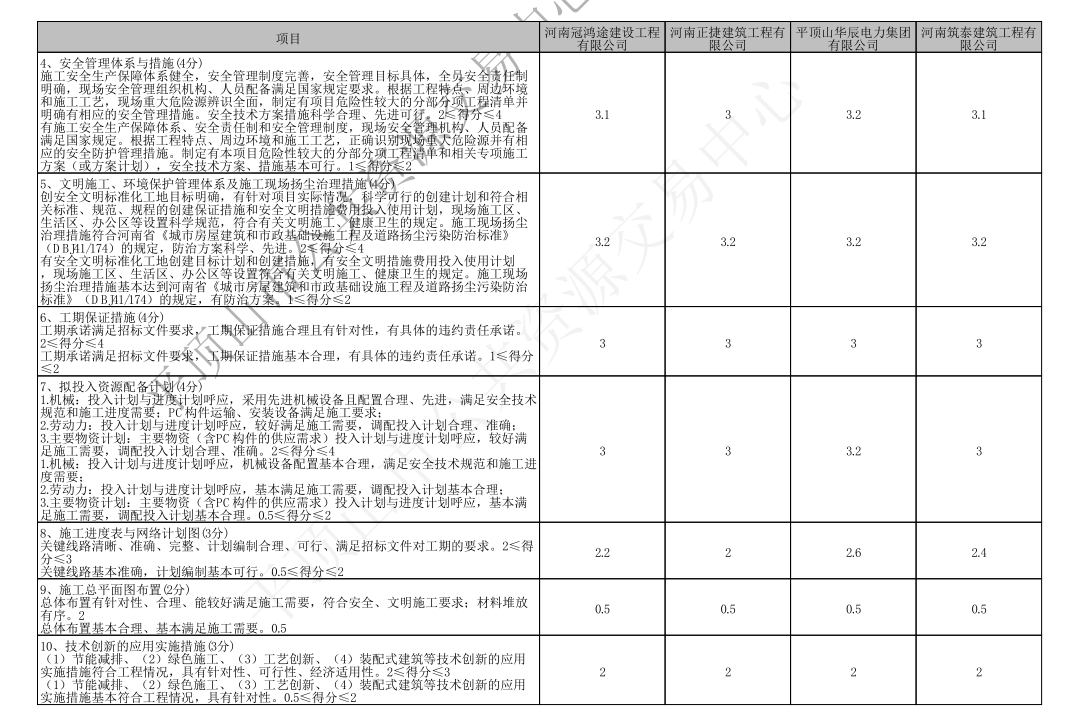 项目
河南冠鸿途建设工程
有限公司
河南正捷建筑工程有
限公司
平顶山华辰电力集团
有限公司
河南筑泰建筑工程有
限公司
4、安全管理体系与措施(4分)
施工安全生产保障体系健全，安全管理制度完善，安全管理目标具体，全员安全责任制
明确，现场安全管理组织机构、人员配备满足国家规定要求。根据工程特点、周边环境
和施工工艺，现场重大危险源辨识全面，制定有项目危险性较大的分部分项工程清单并
明确有相应的安全管理措施。安全技术方案措施科学合理、先进可行。2≤得分≤4
有施工安全生产保障体系、安全责任制和安全管理制度，现场安全管理机构、人员配备
满足国家规定。根据工程特点、周边环境和施工工艺，正确识别现场重大危险源并有相
应的安全防护管理措施。制定有本项目危险性较大的分部分项工程清单和相关专项施工
方案（或方案计划），安全技术方案、措施基本可行。1≤得分≤2
3.1
3
3.2
3.1
5、文明施工、环境保护管理体系及施工现场扬尘治理措施(4分)
创安全文明标准化工地目标明确，有针对项目实际情况，科学可行的创建计划和符合相
关标准、规范、规程的创建保证措施和安全文明措施费用投入使用计划，现场施工区、
生活区、办公区等设置科学规范，符合有关文明施工、健康卫生的规定。施工现场扬尘
治理措施符合河南省《城市房屋建筑和市政基础设施工程及道路扬尘污染防治标准》
（DBJ41/174）的规定，防治方案科学、先进。2≤得分≤4
有安全文明标准化工地创建目标计划和创建措施，有安全文明措施费用投入使用计划
，现场施工区、生活区、办公区等设置符合有关文明施工、健康卫生的规定。施工现场
扬尘治理措施基本达到河南省《城市房屋建筑和市政基础设施工程及道路扬尘污染防治
标准》（DBJ41/174）的规定，有防治方案。1≤得分≤2
3.2
3.2
3.2
3.2
6、工期保证措施(4分)
工期承诺满足招标文件要求，工期保证措施合理且有针对性，有具体的违约责任承诺。
2≤得分≤4
工期承诺满足招标文件要求，工期保证措施基本合理，有具体的违约责任承诺。1≤得分
≤2
3
3
3
3
7、拟投入资源配备计划(4分)
1.机械：投入计划与进度计划呼应，采用先进机械设备且配置合理、先进，满足安全技术
规范和施工进度需要；PC构件运输、安装设备满足施工要求；
2.劳动力：投入计划与进度计划呼应，较好满足施工需要，调配投入计划合理、准确；
3.主要物资计划：主要物资（含PC构件的供应需求）投入计划与进度计划呼应，较好满
足施工需要，调配投入计划合理、准确。2≤得分≤4
1.机械：投入计划与进度计划呼应，机械设备配置基本合理，满足安全技术规范和施工进
度需要；
2.劳动力：投入计划与进度计划呼应，基本满足施工需要，调配投入计划基本合理；
3.主要物资计划：主要物资（含PC构件的供应需求）投入计划与进度计划呼应，基本满
足施工需要，调配投入计划基本合理。0.5≤得分≤2
3
3
3.2
3
8、施工进度表与网络计划图(3分)
关键线路清晰、准确、完整、计划编制合理、可行、满足招标文件对工期的要求。2≤得
分≤3
关键线路基本准确，计划编制基本可行。0.5≤得分≤2
2.2
2
2.6
2.4
9、施工总平面图布置(2分)
总体布置有针对性、合理、能较好满足施工需要，符合安全、文明施工要求；材料堆放
有序。2
总体布置基本合理、基本满足施工需要。0.5
0.5
0.5
0.5
0.5
10、技术创新的应用实施措施(3分)
（1）节能减排、（2）绿色施工、（3）工艺创新、（4）装配式建筑等技术创新的应用
实施措施符合工程情况，具有针对性、可行性、经济适用性。2≤得分≤3
（1）节能减排、（2）绿色施工、（3）工艺创新、（4）装配式建筑等技术创新的应用
实施措施基本符合工程情况，具有针对性。0.5≤得分≤2
2
2
2
2
平顶山市公共资源交易中心
平顶山市公共资源交易中心